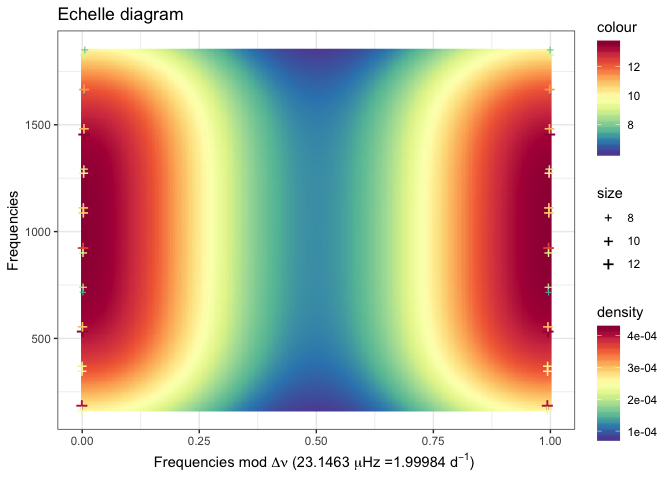 Echelle diagram
Frequencies
1500
1000
500
0.00 0.25 0.50 0.75 1.00
Frequencies mod Δν (23.1463 μHz =1.99984 d⁻¹)
colour
12
10
8
size
8
10
12
density
4e-04
3e-04
2e-04
1e-04